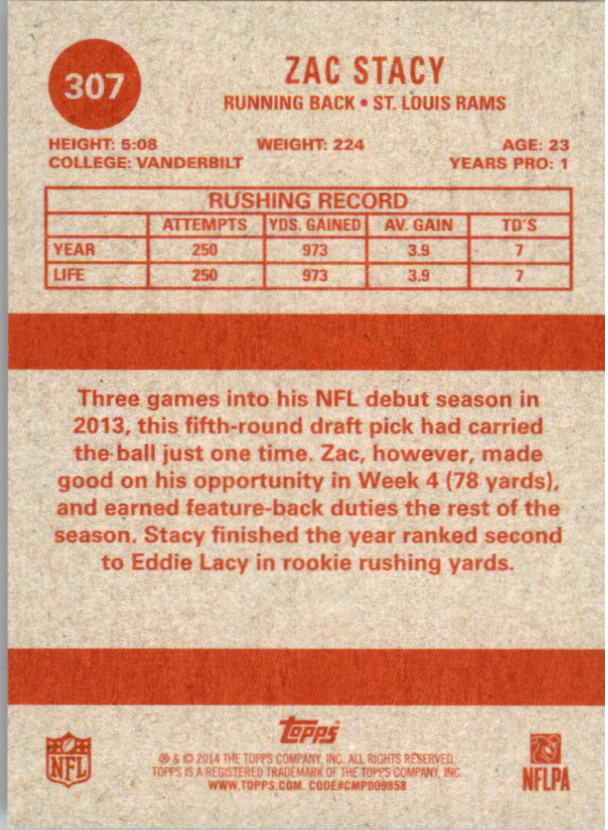 307
ZAC STACY
RUNNING BACK • ST. LOUIS RAMS
HEIGHT: 5:08 WEIGHT: 224 AGE: 23
COLLEGE: VANDERBILT YEARS PRO: 1
RUSHING RECORD
ATTEMPTS YDS. GAINED AV. GAIN TD'S
YEAR 250 973 3.9 7
LIFE 250 973 3.9 7
Three games into his NFL debut season in
2013, this fifth-round draft pick had carried
the ball just one time. Zac, however, made
good on his opportunity in Week 4 (78 yards),
and earned feature-back duties the rest of the
season. Stacy finished the year ranked second
to Eddie Lacy in rookie rushing yards.
topps
® & © 2014 THE TOPPS COMPANY, INC. ALL RIGHTS RESERVED.
TOPPS IS A REGISTERED TRADEMARK OF THE TOPPS COMPANY, INC.
WWW.TOPPS.COM. CODE#CMP009858
NFL
NFLPA